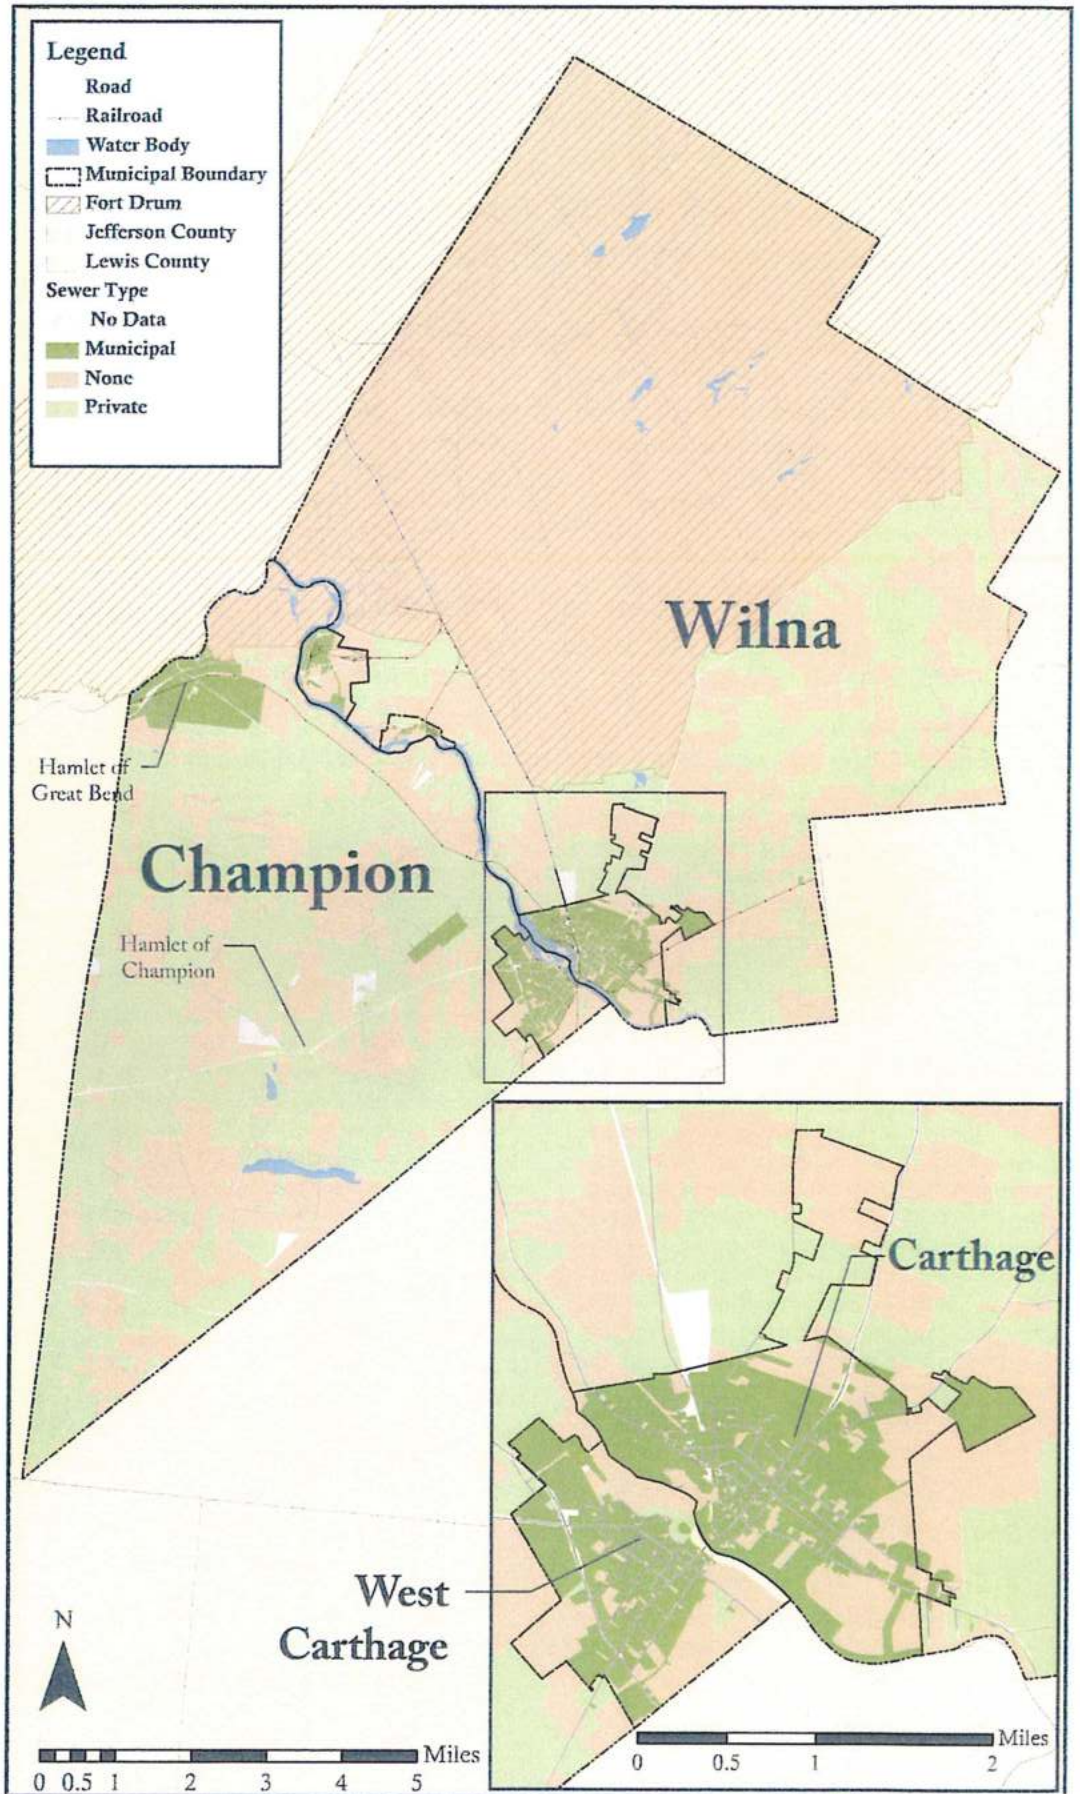 Legend
Road
Railroad
Water Body
Municipal Boundary
Fort Drum
Jefferson County
Lewis County
Sewer Type
No Data
Municipal
None
Private
Wilna
Hamlet of
Great Bend
Champion
Hamlet of
Champion
Carthage
West
Carthage
N
Miles
0 0.5 1 2 3 4 5
Miles
0 0.5 1 2